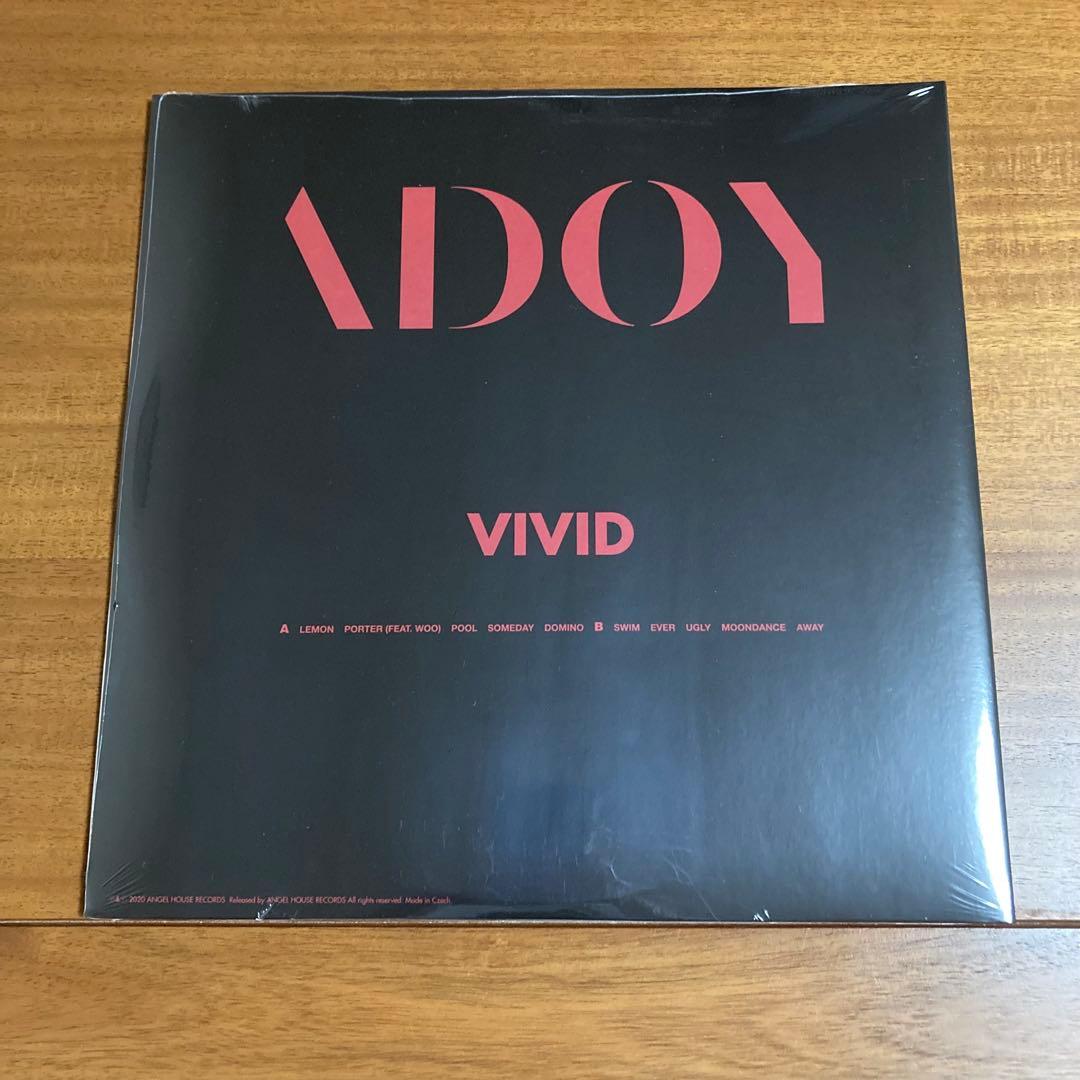 ADOY
VIVID
A LEMON PORTER (FEAT. WOO) POOL SOMEDAY DOMINO B SWIM EVER UGLY MOONDANCE AWAY
2020 ANGEL HOUSE RECORDS Released by ANGEL HOUSE RECORDS All rights reserved Made in Czech